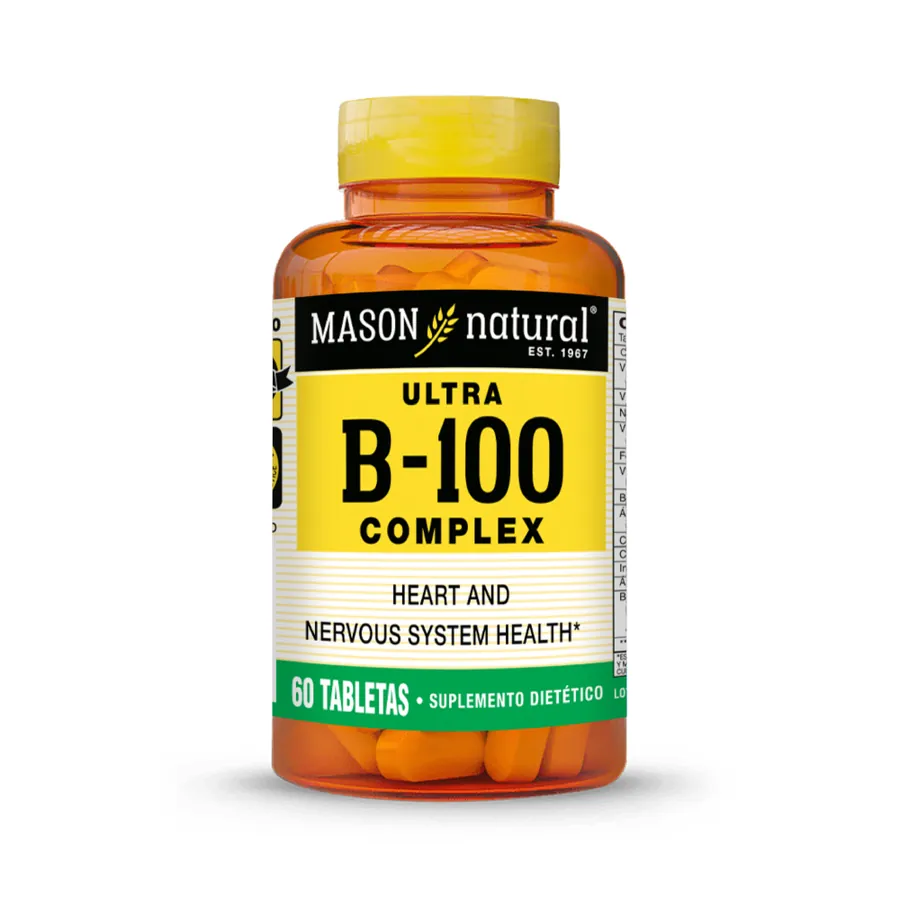 MASON natural®
EST. 1967
ULTRA
B-100
COMPLEX
HEART AND
NERVOUS SYSTEM HEALTH*
60 TABLETAS • SUPLEMENTO DIETÉTICO